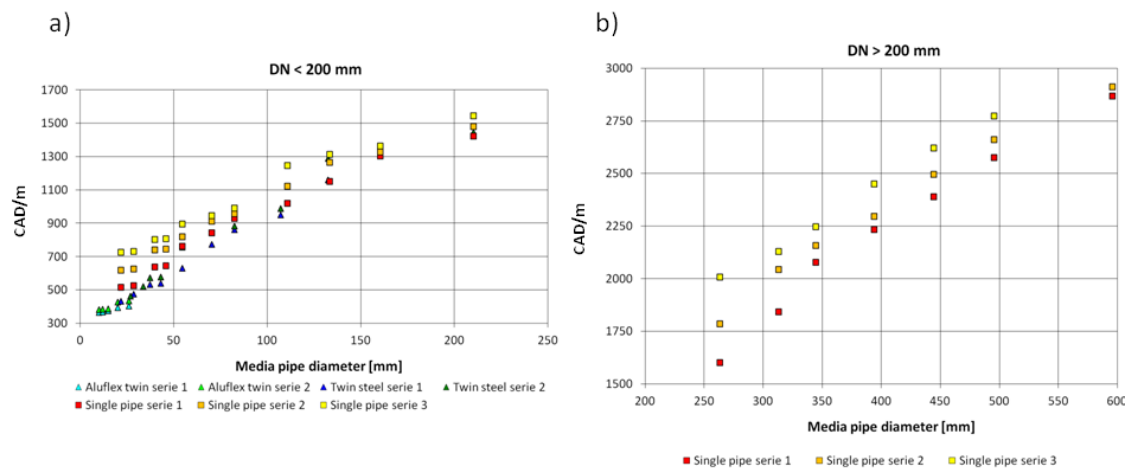 a)
DN < 200 mm
CAD/m
1700
1500
1300
1100
900
700
500
300
0
50
100
150
200
250
Media pipe diameter [mm]
Aluflex twin serie 1
Aluflex twin serie 2
Twin steel serie 1
Twin steel serie 2
Single pipe serie 1
Single pipe serie 2
Single pipe serie 3
b)
DN > 200 mm
CAD/m
3000
2750
2500
2250
2000
1750
1500
200
250
300
350
400
450
500
550
600
Media pipe diameter [mm]
Single pipe serie 1
Single pipe serie 2
Single pipe serie 3